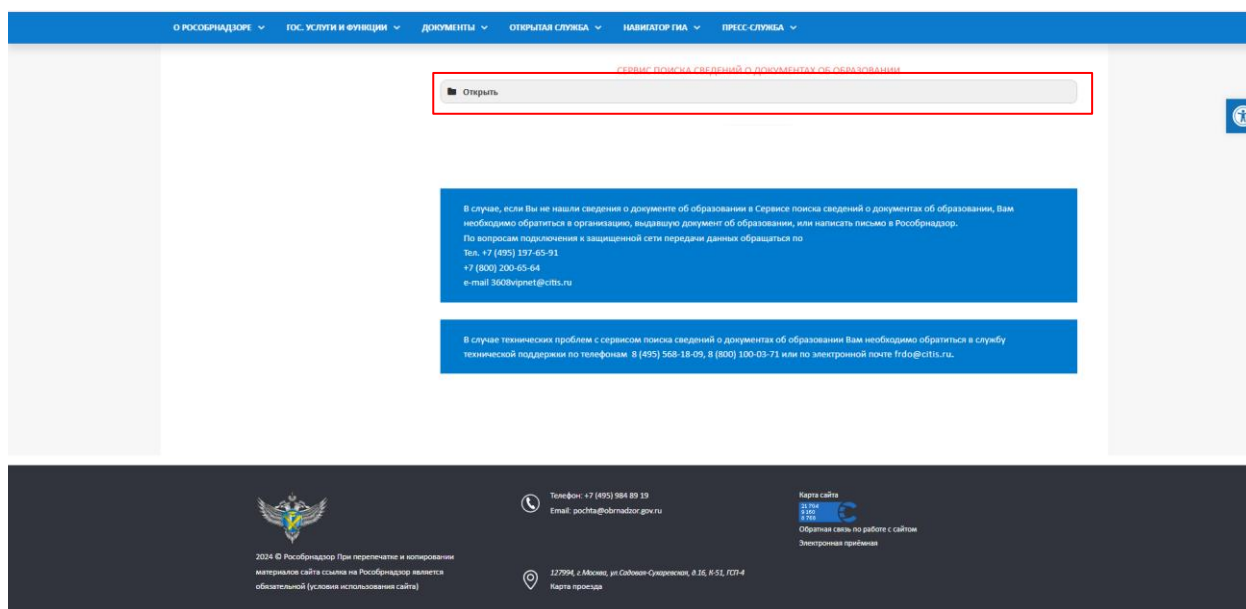 О РОСОБРНАДЗОРЕ ГОС. УСЛУГИ И ФУНКЦИИ ДОКУМЕНТЫ ОТКРЫТАЯ СЛУЖБА НАВИГАТОР ГИА ПРЕСС-СЛУЖБА
СЕРВИС ПОИСКА СВЕДЕНИЙ О ДОКУМЕНТАХ ОБ ОБРАЗОВАНИИ
Открыть
В случае, если Вы не нашли сведения о документе об образовании в Сервисе поиска сведений о документах об образовании, Вам
необходимо обратиться в организацию, выдавшую документ об образовании, или написать письмо в Рособрнадзор.
По вопросам подключения к защищенной сети передачи данных обращаться по
Тел. +7 (495) 197-65-91
+7 (800) 200-65-64
e-mail 3608vipnet@citis.ru
В случае технических проблем с сервисом поиска сведений о документах об образовании Вам необходимо обратиться в службу
технической поддержки по телефонам 8 (495) 568-18-09, 8 (800) 100-03-71 или по электронной почте frdo@citis.ru.
2024 © Рособрнадзор При перепечатке и копировании
материалов сайта ссылка на Рособрнадзор является
обязательной (условия использования сайта)
Телефон: +7 (495) 984 89 19
Email: pochta@obrnadzor.gov.ru
127994, г.Москва, ул.Садовая-Сухаревская, д.16, К-51, ГСП-4
Карта проезда
Карта сайта
Обратная связь по работе с сайтом
Электронная приёмная